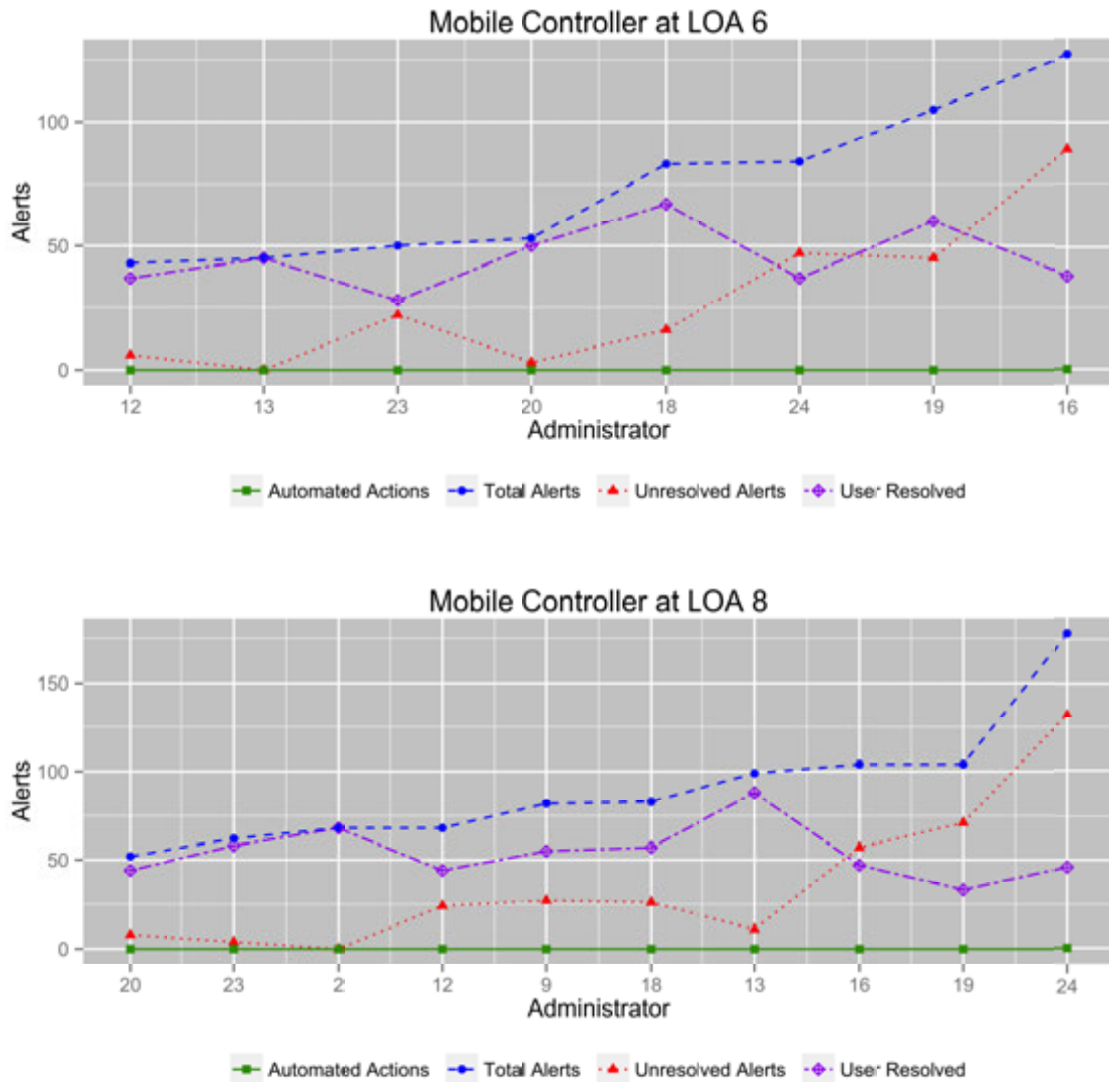 Mobile Controller at LOA 6
100
50
0
Alerts
12 13 23 20 18 24 19 16
Administrator
Automated Actions Total Alerts Unresolved Alerts User Resolved
Mobile Controller at LOA 8
150
100
50
0
Alerts
20 23 2 12 9 18 13 16 19 24
Administrator
Automated Actions Total Alerts Unresolved Alerts User Resolved